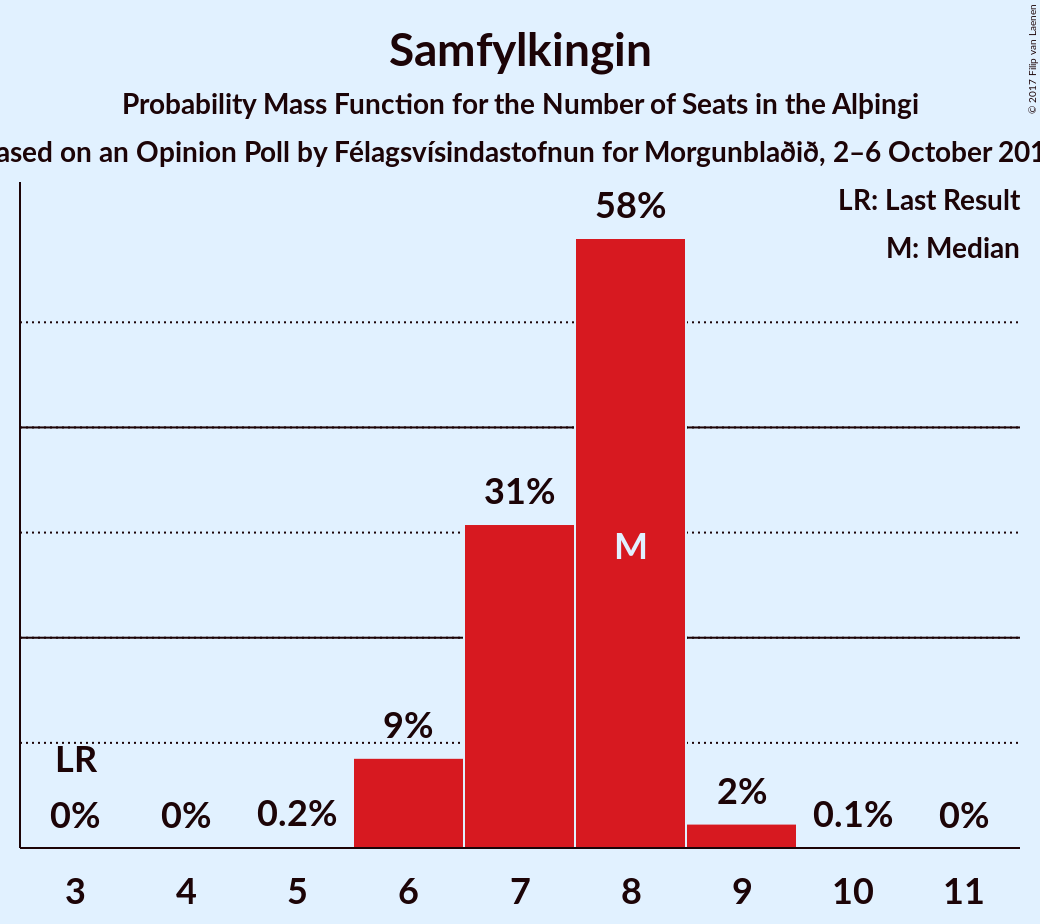 Samfylkingin
Probability Mass Function for the Number of Seats in the Alþingi
ased on an Opinion Poll by Félagsvísindastofnun for Morgunblaðið, 2–6 October 201
© 2017 Filip van Laenen
LR: Last Result
M: Median
58%
31%
M
9%
LR
0%
0%
0.2%
2%
0.1%
0%
3 4 5 6 7 8 9 10 11